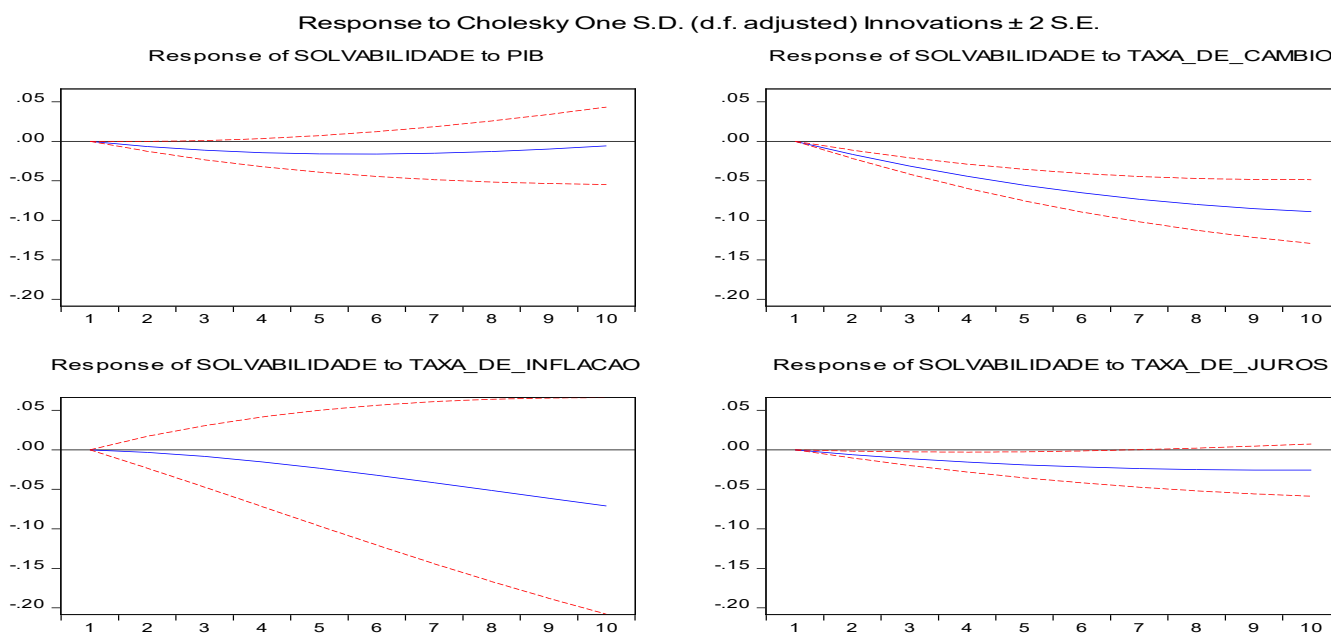 Response to Cholesky One S.D. (d.f. adjusted) Innovations ± 2 S.E.
Response of SOLVABILIDADE to PIB
.05
.00
-.05
-.10
-.15
-.20
1 2 3 4 5 6 7 8 9 10
Response of SOLVABILIDADE to TAXA_DE_CAMBIO
.05
.00
-.05
-.10
-.15
-.20
1 2 3 4 5 6 7 8 9 10
Response of SOLVABILIDADE to TAXA_DE_INFLACAO
.05
.00
-.05
-.10
-.15
-.20
1 2 3 4 5 6 7 8 9 10
Response of SOLVABILIDADE to TAXA_DE_JUROS
.05
.00
-.05
-.10
-.15
-.20
1 2 3 4 5 6 7 8 9 10